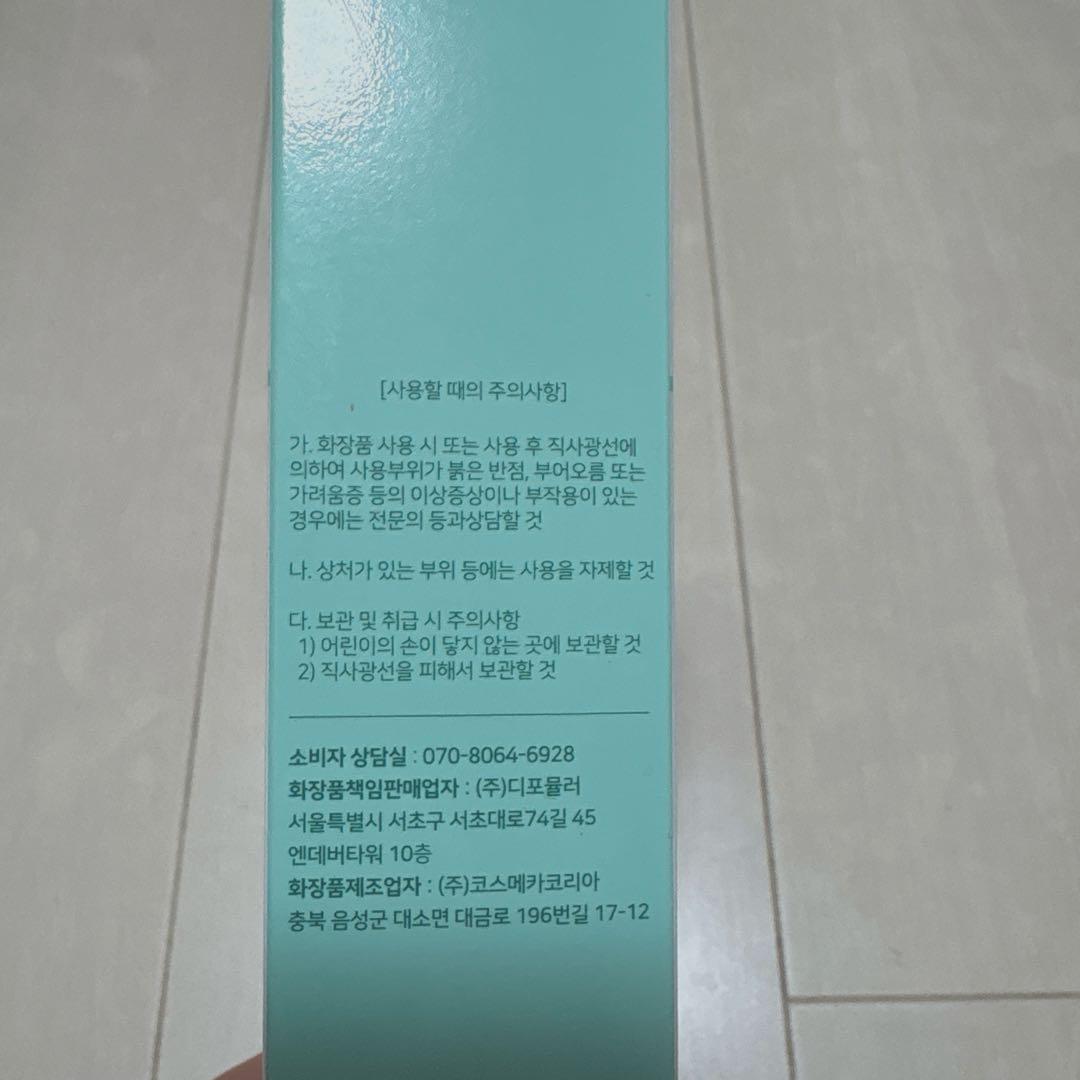 [사용할 때의 주의사항]
가. 화장품 사용 시 또는 사용 후 직사광선에
의하여 사용부위가 붉은 반점, 부어오름 또는
가려움증 등의 이상증상이나 부작용이 있는
경우에는 전문의 등과상담할 것
나. 상처가 있는 부위 등에는 사용을 자제할 것
다. 보관 및 취급 시 주의사항
1) 어린이의 손이 닿지 않는 곳에 보관할 것
2) 직사광선을 피해서 보관할 것
소비자 상담실 : 070-8064-6928
화장품책임판매업자 : (주)디포뮬러
서울특별시 서초구 서초대로74길 45
엔데버타워 10층
화장품제조업자 : (주)코스메카코리아
충북 음성군 대소면 대금로 196번길 17-12